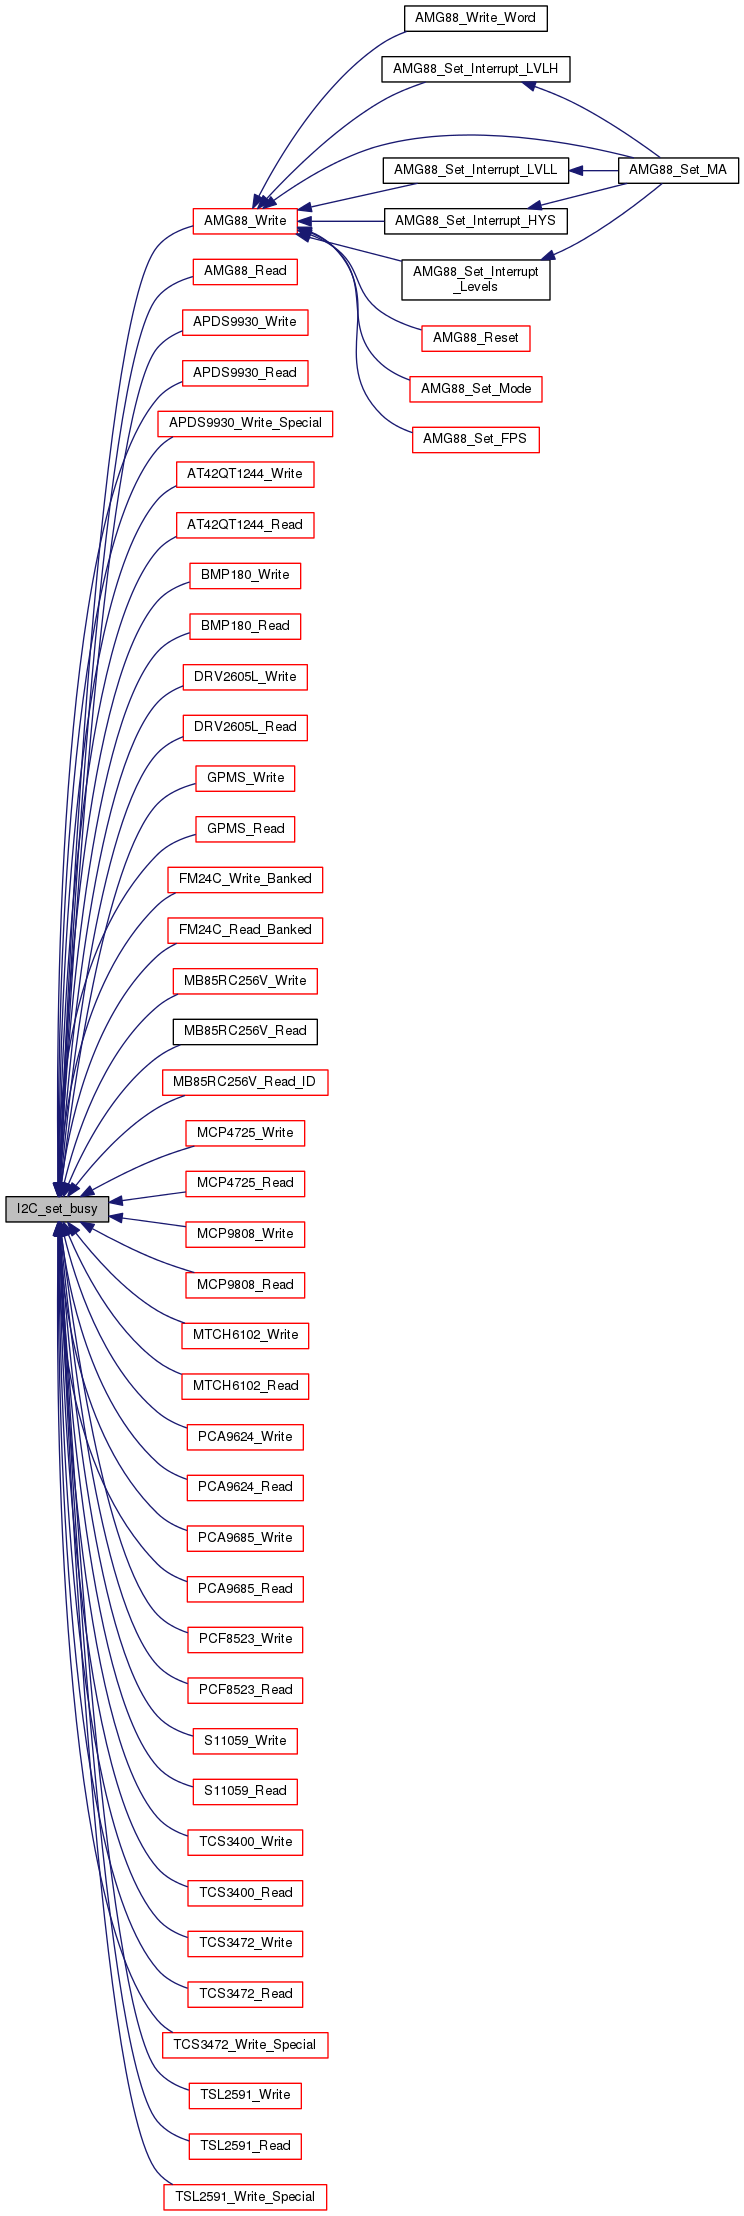 AMG88_Write_Word
AMG88_Set_Interrupt_LVLH
AMG88_Set_Interrupt_LVLL
AMG88_Set_MA
AMG88_Write
AMG88_Set_Interrupt_HYS
AMG88_Read
AMG88_Set_Interrupt
_Levels
APDS9930_Write
AMG88_Reset
APDS9930_Read
AMG88_Set_Mode
APDS9930_Write_Special
AMG88_Set_FPS
AT42QT1244_Write
AT42QT1244_Read
BMP180_Write
BMP180_Read
DRV2605L_Write
DRV2605L_Read
GPMS_Write
GPMS_Read
FM24C_Write_Banked
FM24C_Read_Banked
MB85RC256V_Write
MB85RC256V_Read
MB85RC256V_Read_ID
MCP4725_Write
MCP4725_Read
I2C_set_busy
MCP9808_Write
MCP9808_Read
MTCH6102_Write
MTCH6102_Read
PCA9624_Write
PCA9624_Read
PCA9685_Write
PCA9685_Read
PCF8523_Write
PCF8523_Read
S11059_Write
S11059_Read
TCS3400_Write
TCS3400_Read
TCS3472_Write
TCS3472_Read
TCS3472_Write_Special
TSL2591_Write
TSL2591_Read
TSL2591_Write_Special